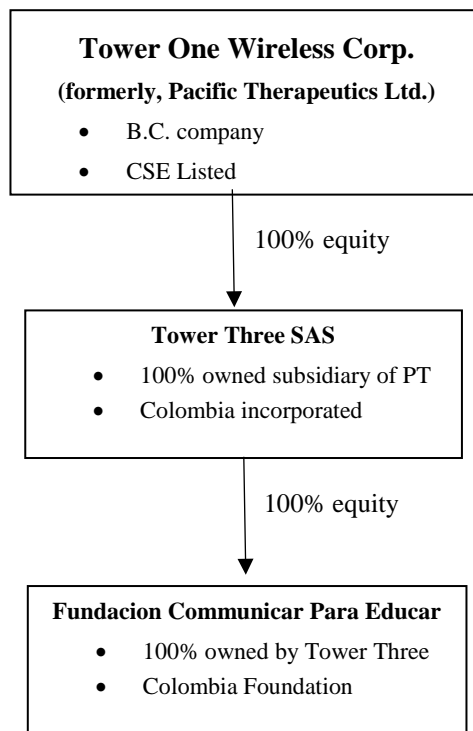 Tower One Wireless Corp.
(formerly, Pacific Therapeutics Ltd.)
• B.C. company
• CSE Listed
100% equity
Tower Three SAS
• 100% owned subsidiary of PT
• Colombia incorporated
100% equity
Fundacion Communicar Para Educar
• 100% owned by Tower Three
• Colombia Foundation